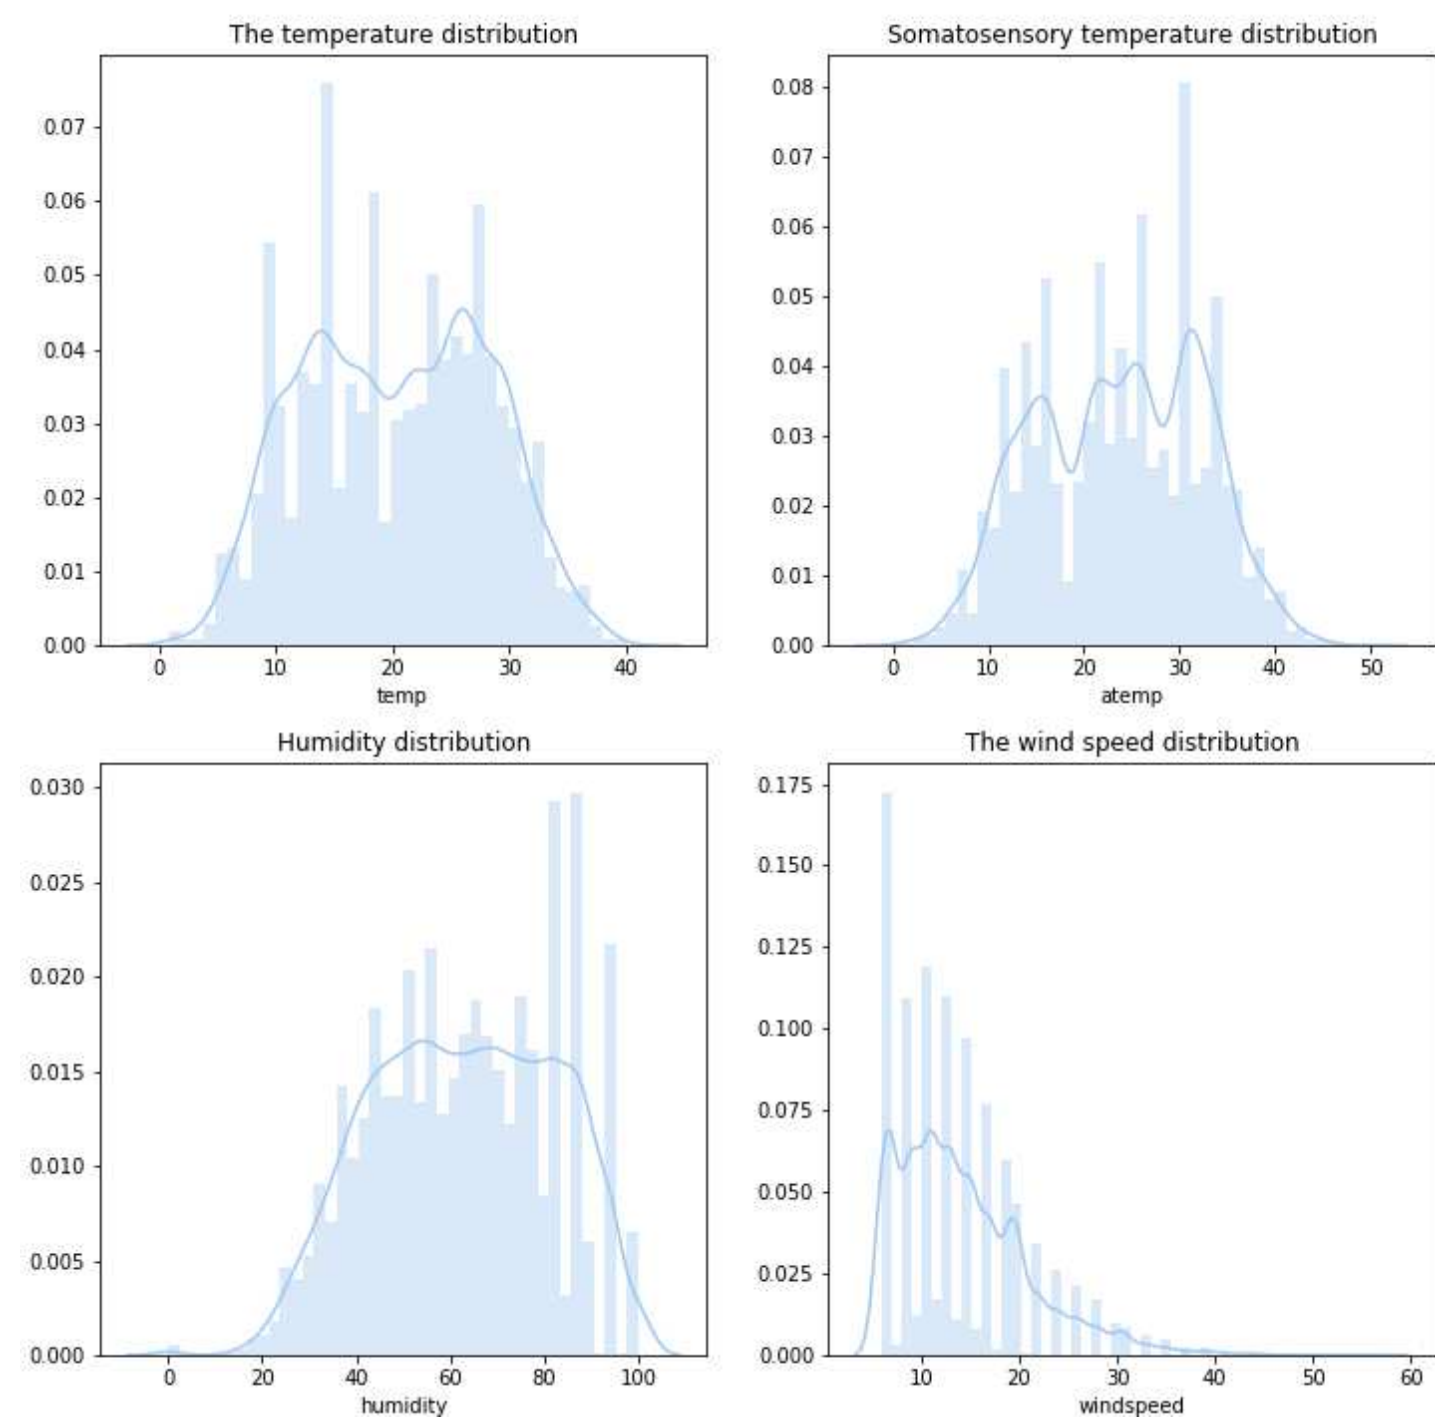 The temperature distribution
0.07
0.06
0.05
0.04
0.03
0.02
0.01
0.00
0 10 20 30 40
temp
Somatosensory temperature distribution
0.08
0.07
0.06
0.05
0.04
0.03
0.02
0.01
0.00
0 10 20 30 40 50
atemp
Humidity distribution
0.030
0.025
0.020
0.015
0.010
0.005
0.000
0 20 40 60 80 100
humidity
The wind speed distribution
0.175
0.150
0.125
0.100
0.075
0.050
0.025
0.000
10 20 30 40 50 60
windspeed